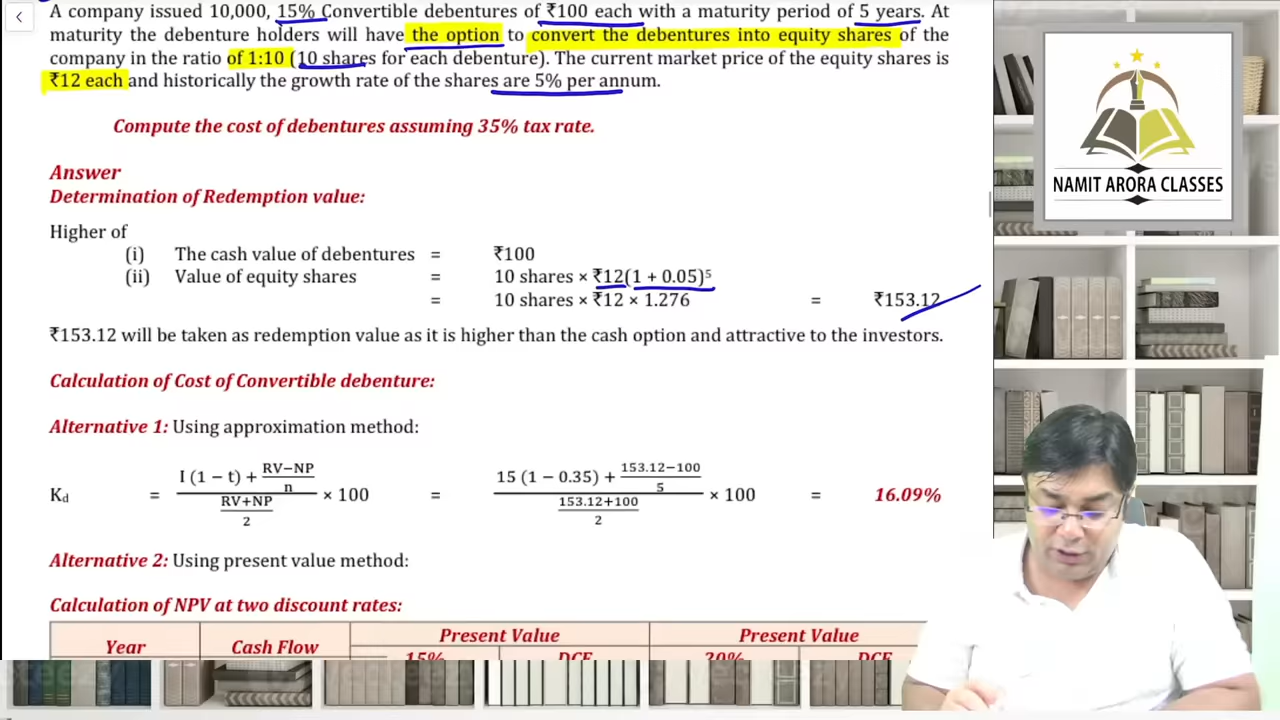 A company issued 10,000, 15% Convertible debentures of ₹100 each with a maturity period of 5 years. At
maturity the debenture holders will have the option to convert the debentures into equity shares of the
company in the ratio of 1:10 (10 shares for each debenture). The current market price of the equity shares is
₹12 each and historically the growth rate of the shares are 5% per annum.
Compute the cost of debentures assuming 35% tax rate.
Answer
Determination of Redemption value:
Higher of
(i) The cash value of debentures = ₹100
(ii) Value of equity shares = 10 shares × ₹12(1 + 0.05)⁵
= 10 shares × ₹12 × 1.276 = ₹153.12
₹153.12 will be taken as redemption value as it is higher than the cash option and attractive to the investors.
Calculation of Cost of Convertible debenture:
Alternative 1: Using approximation method:
I (1 − t) + RV−NP 15 (1 − 0.35) + 153.12−100
n 5
Kd = × 100 = × 100 = 16.09%
RV+NP 153.12+100
2 2
Alternative 2: Using present value method:
Calculation of NPV at two discount rates:
Year Cash Flow Present Value Present Value
15% DCF 20% DCF
NAMIT ARORA CLASSES